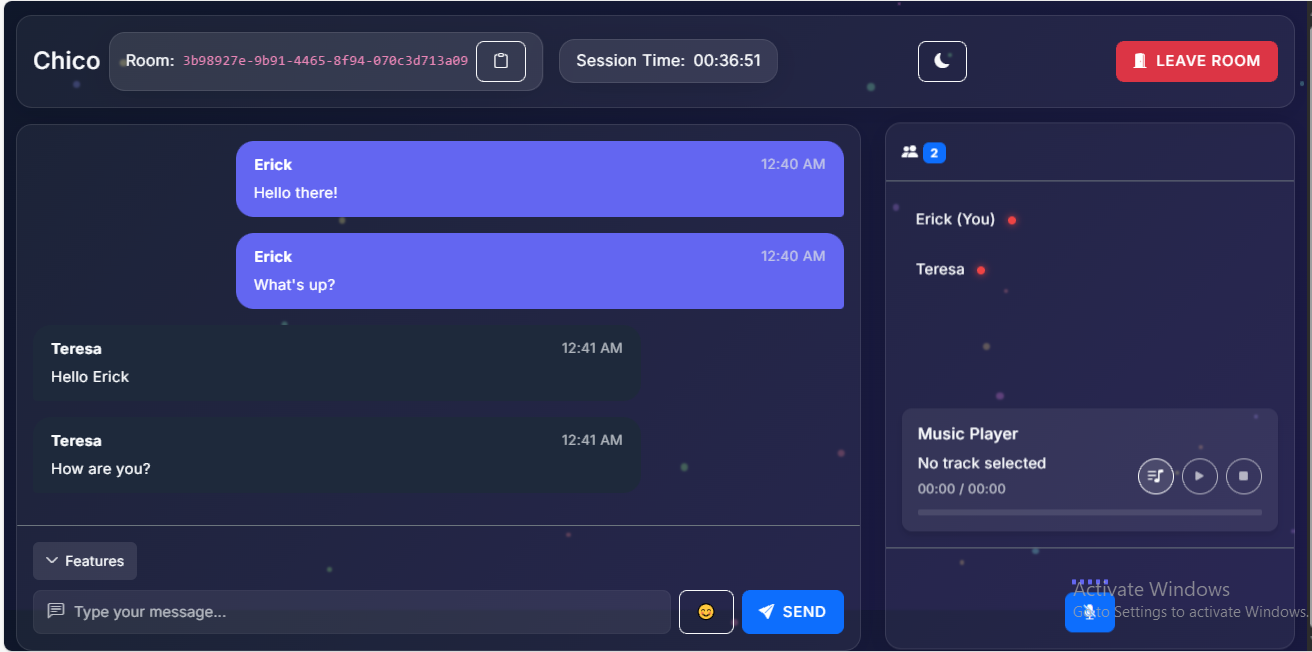 Chico
Room: 3b98927e-9b91-4465-8f94-070c3d713a09
Session Time: 00:36:51
LEAVE ROOM
Erick 12:40 AM
Hello there!
Erick 12:40 AM
What's up?
Teresa 12:41 AM
Hello Erick
Teresa 12:41 AM
How are you?
Features
Type your message...
SEND
2
Erick (You)
Teresa
Music Player
No track selected
00:00 / 00:00
Activate Windows
Go to Settings to activate Windows.